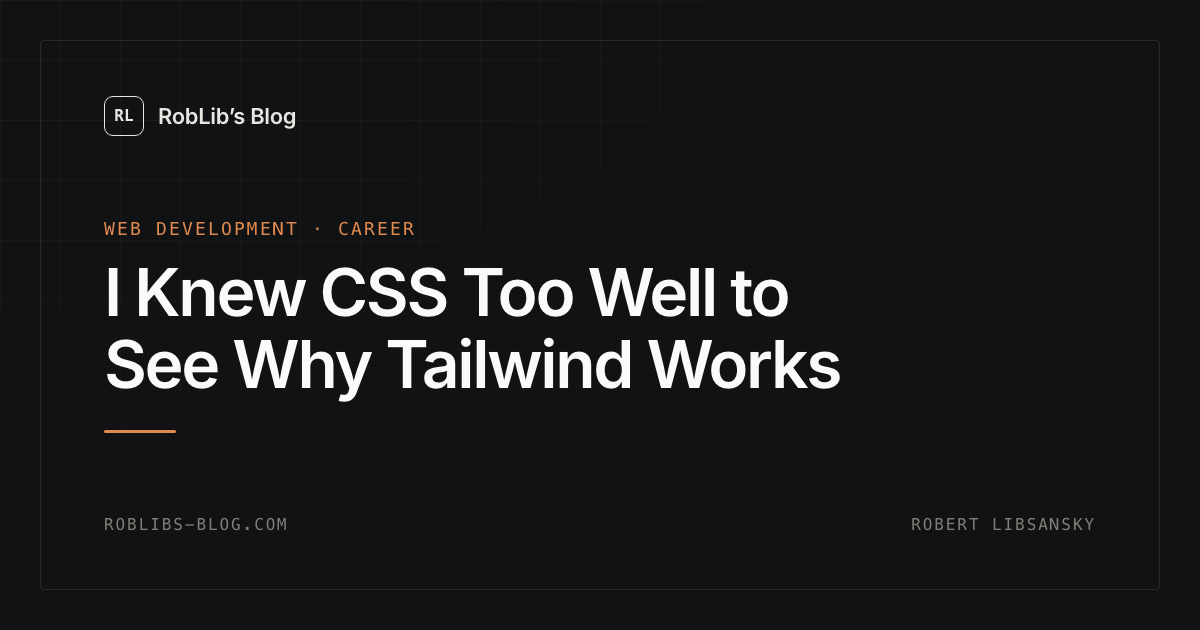 RL
RobLib’s Blog
WEB DEVELOPMENT · CAREER
I Knew CSS Too Well to
See Why Tailwind Works
ROBLIBS-BLOG.COM
ROBERT LIBSANSKY